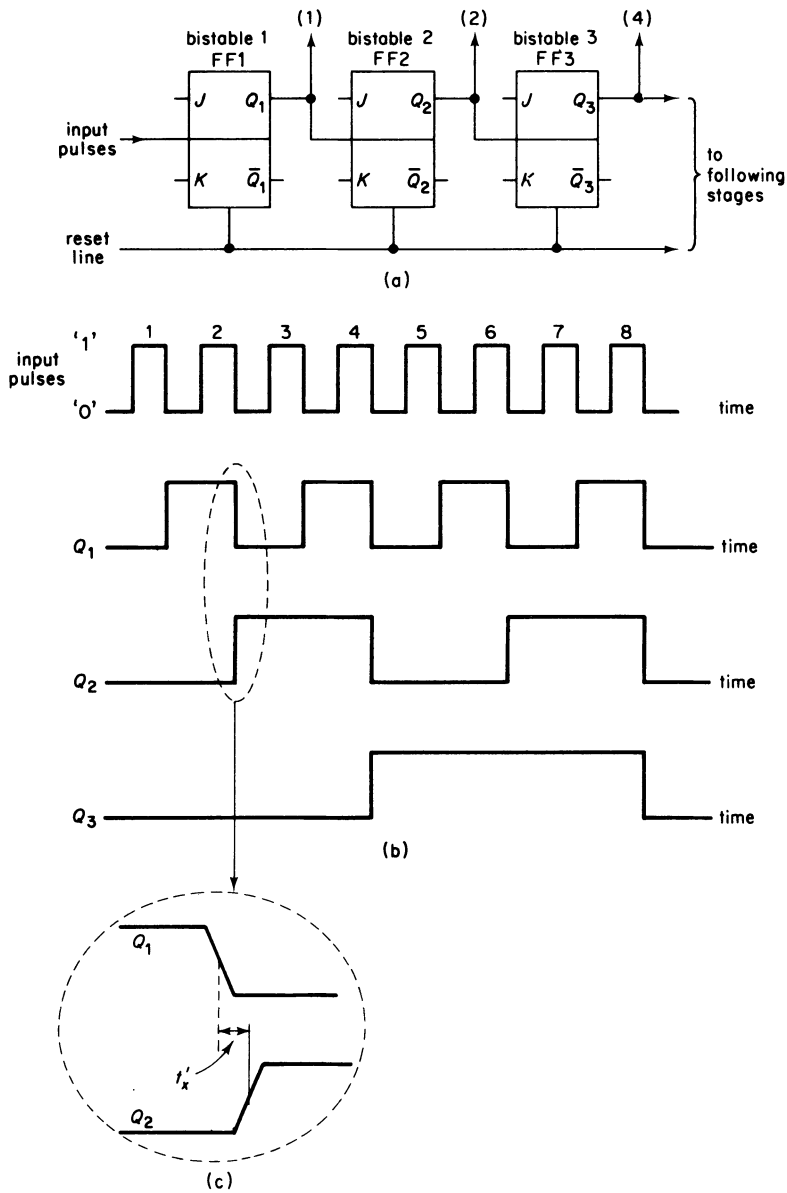 (1) (2) (4)
bistable 1 bistable 2 bistable 3
FF1 FF2 FF3
J Q₁ J Q₂ J Q₃
input
pulses
K Q̅₁ K Q̅₂ K Q̅₃
to
following
stages
reset
line
(a)
1 2 3 4 5 6 7 8
'1'
input
pulses
'0' time
Q₁ time
Q₂ time
Q₃ time
(b)
Q₁
t′ₓ
Q₂
(c)